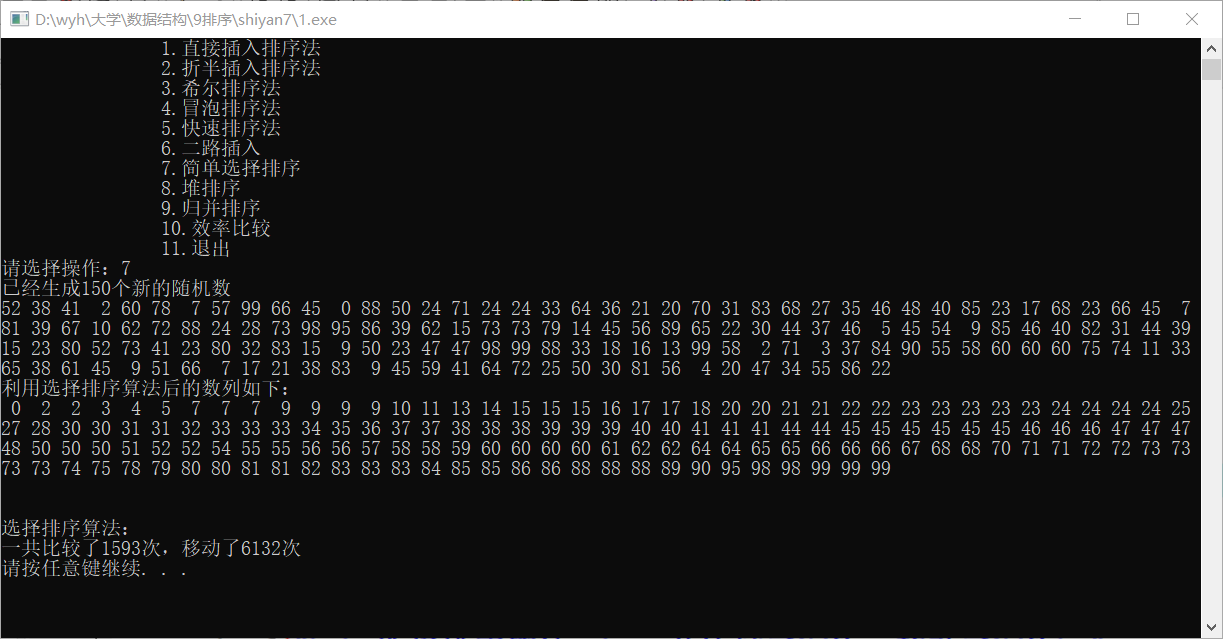 D:\wyh\大学\数据结构\9排序\shiyan7\1.exe
1.直接插入排序法
2.折半插入排序法
3.希尔排序法
4.冒泡排序法
5.快速排序法
6.二路插入
7.简单选择排序
8.堆排序
9.归并排序
10.效率比较
11.退出
请选择操作：7
已经生成150个新的随机数
52 38 41  2 60 78  7 57 99 66 45  0 88 50 24 71 24 24 33 64 36 21 20 70 31 83 68 27 35 46 48 40 85 23 17 68 23 66 45  7
81 39 67 10 62 72 88 24 28 73 98 95 86 39 62 15 73 73 79 14 45 56 89 65 22 30 44 37 46  5 45 54  9 85 46 40 82 31 44 39
15 23 80 52 73 41 23 80 32 83 15  9 50 23 47 47 98 99 88 33 18 16 13 99 58  2 71  3 37 84 90 55 58 60 60 60 75 74 11 33
65 38 61 45  9 51 66  7 17 21 38 83  9 45 59 41 64 72 25 50 30 81 56  4 20 47 34 55 86 22
利用选择排序算法后的数列如下：
 0  2  2  3  4  5  7  7  7  9  9  9  9 10 11 13 14 15 15 15 16 17 17 18 20 20 21 21 22 22 23 23 23 23 23 24 24 24 24 25
27 28 30 30 31 31 32 33 33 33 34 35 36 37 37 38 38 38 39 39 39 40 40 41 41 41 44 44 45 45 45 45 45 45 46 46 46 47 47 47
48 50 50 50 51 52 52 54 55 55 56 56 57 58 58 59 60 60 60 60 61 62 62 64 64 65 65 66 66 66 67 68 68 70 71 71 72 72 73 73
73 73 74 75 78 79 80 80 81 81 82 83 83 83 84 85 85 86 86 88 88 88 89 90 95 98 98 99 99 99
选择排序算法：
一共比较了1593次，移动了6132次
请按任意键继续. . .